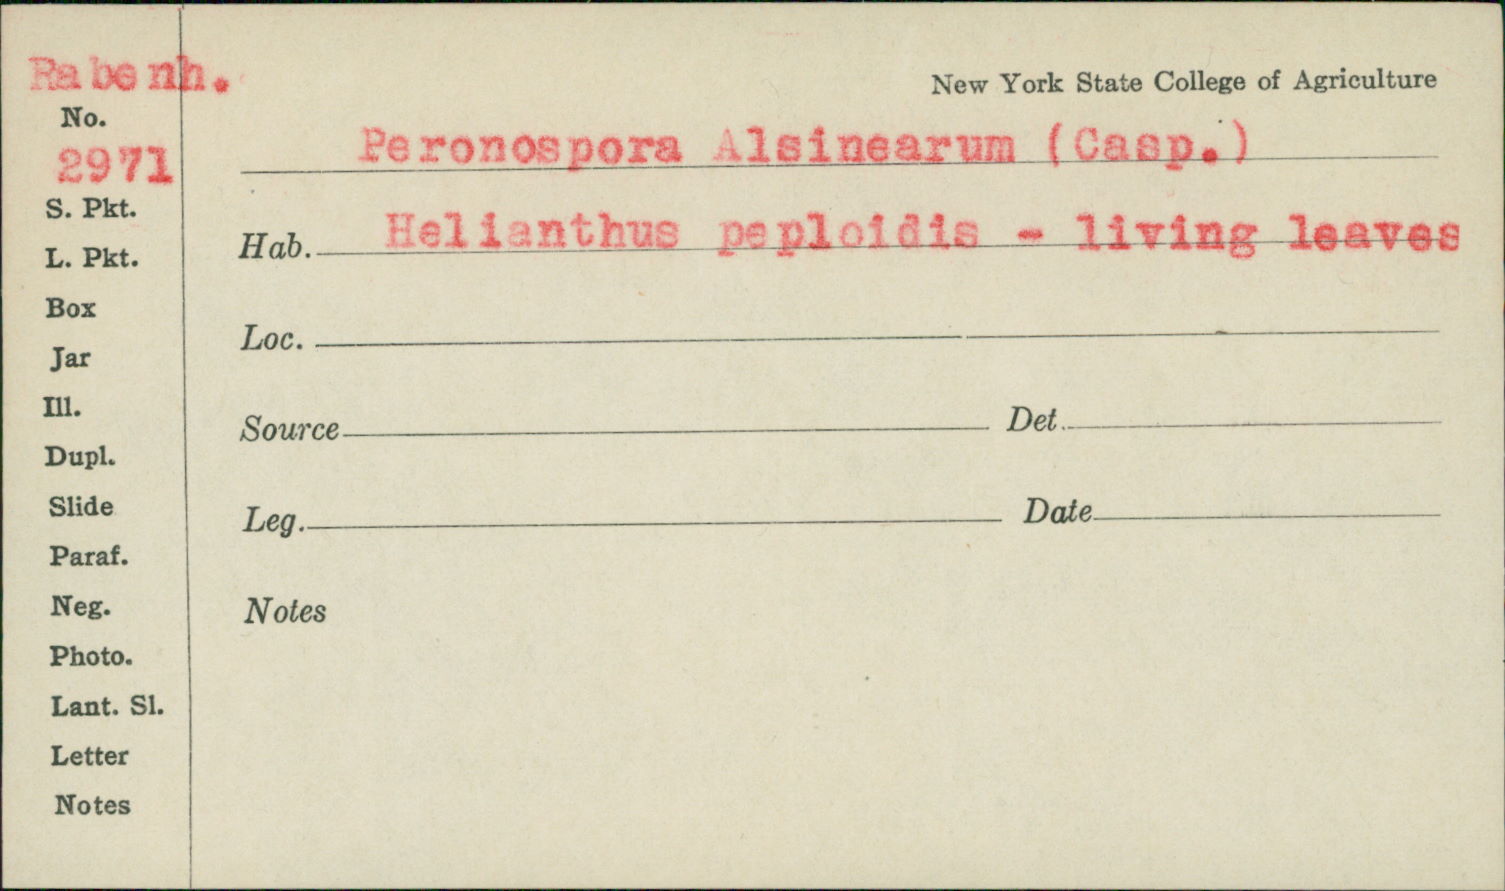 Rabenh.
New York State College of Agriculture
No.
2971
Peronospora Alsinearum (Casp.)
S. Pkt.
Hab. Helianthus peploidis - living leaves
L. Pkt.
Box
Loc.
Jar
Ill.
Source Det.
Dupl.
Slide
Leg. Date
Paraf.
Neg.
Notes
Photo.
Lant. Sl.
Letter
Notes